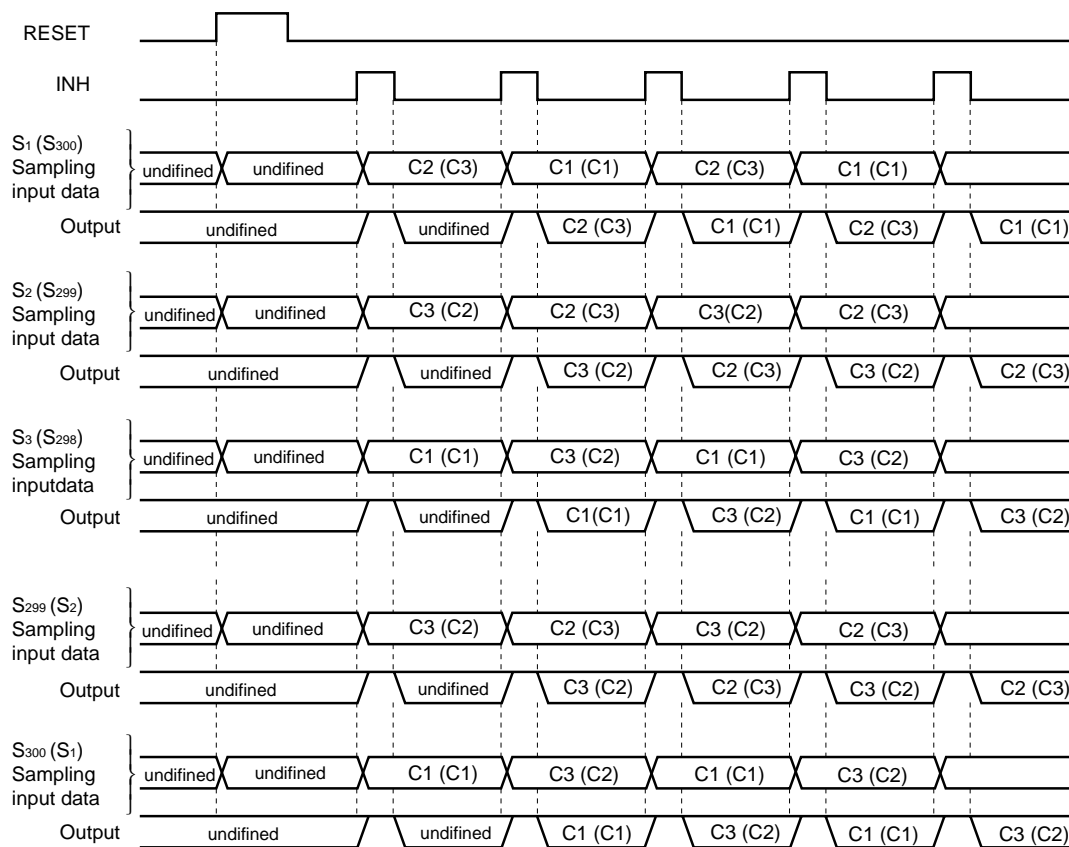 RESET
INH
S1 (S300)
Sampling
input data
undifined undifined C2 (C3) C1 (C1) C2 (C3) C1 (C1)
Output undifined undifined C2 (C3) C1 (C1) C2 (C3) C1 (C1)
S2 (S299)
Sampling
input data
undifined undifined C3 (C2) C2 (C3) C3(C2) C2 (C3)
Output undifined undifined C3 (C2) C2 (C3) C3 (C2) C2 (C3)
S3 (S298)
Sampling
inputdata
undifined undifined C1 (C1) C3 (C2) C1 (C1) C3 (C2)
Output undifined undifined C1(C1) C3 (C2) C1 (C1) C3 (C2)
S299 (S2)
Sampling
input data
undifined undifined C3 (C2) C2 (C3) C3 (C2) C2 (C3)
Output undifined undifined C3 (C2) C2 (C3) C3 (C2) C2 (C3)
S300 (S1)
Sampling
input data
undifined undifined C1 (C1) C3 (C2) C1 (C1) C3 (C2)
Output undifined undifined C1 (C1) C3 (C2) C1 (C1) C3 (C2)